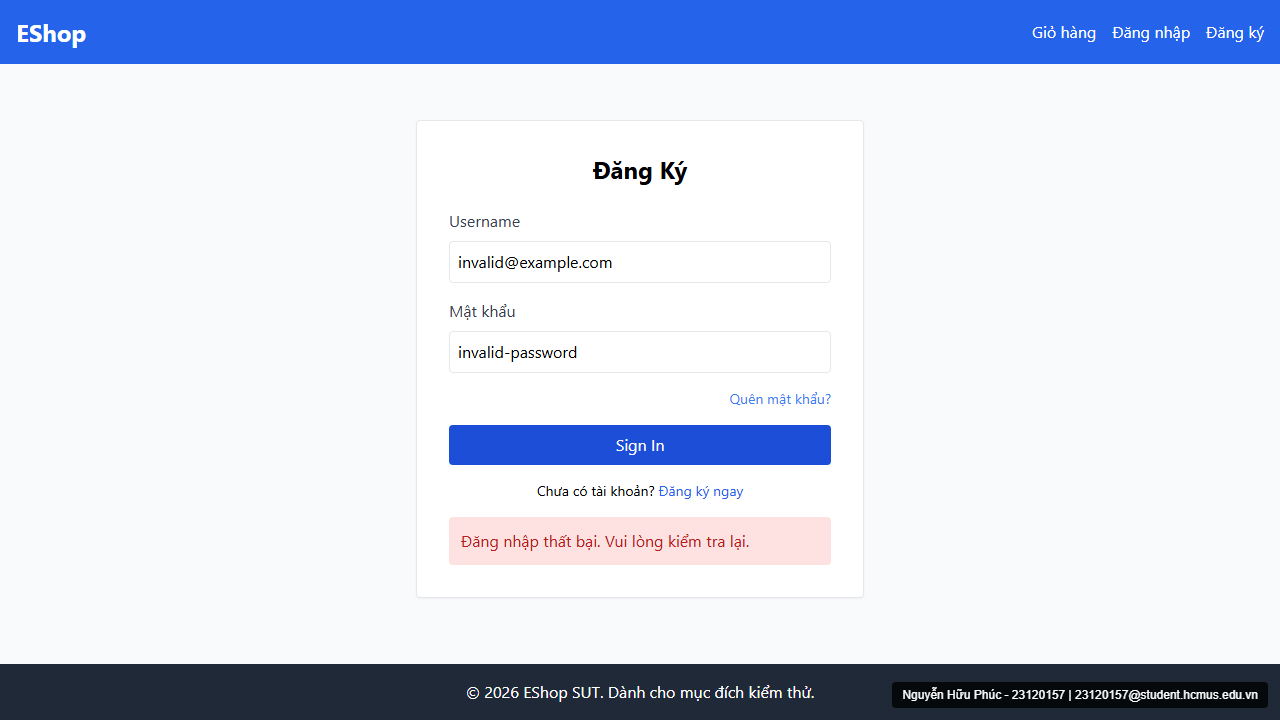 EShop
Giỏ hàng Đăng nhập Đăng ký
Đăng Ký
Username
invalid@example.com
Mật khẩu
invalid-password
Quên mật khẩu?
Sign In
Chưa có tài khoản? Đăng ký ngay
Đăng nhập thất bại. Vui lòng kiểm tra lại.
© 2026 EShop SUT. Dành cho mục đích kiểm thử.
Nguyễn Hữu Phúc - 23120157 | 23120157@student.hcmus.edu.vn